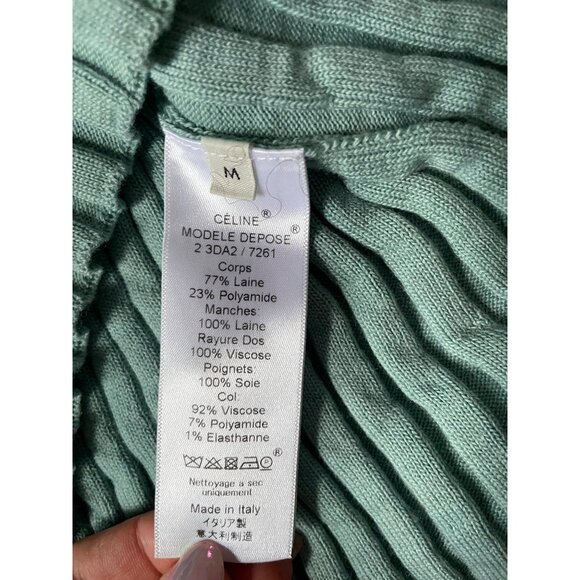 M
CÉLINE®
MODELE DEPOSE®
2 3DA2 / 7261
Corps
77% Laine
23% Polyamide
Manches:
100% Laine
Rayure Dos
100% Viscose
Poignets:
100% Soie
Col:
92% Viscose
7% Polyamide
1% Elasthanne
®
Nettoyage a sec
uniquement
Made in Italy
イタリア製
意大利制造